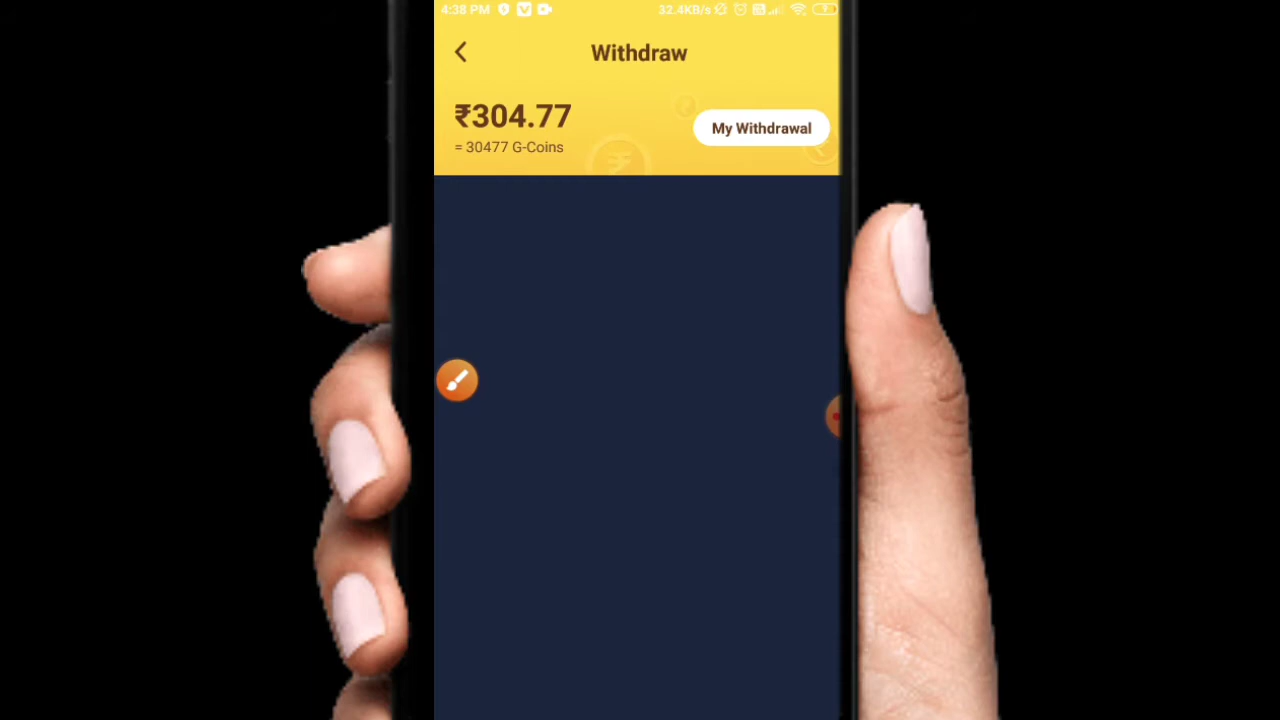 4:38 PM 32.4KB/s
Withdraw
₹304.77
= 30477 G-Coins
My Withdrawal